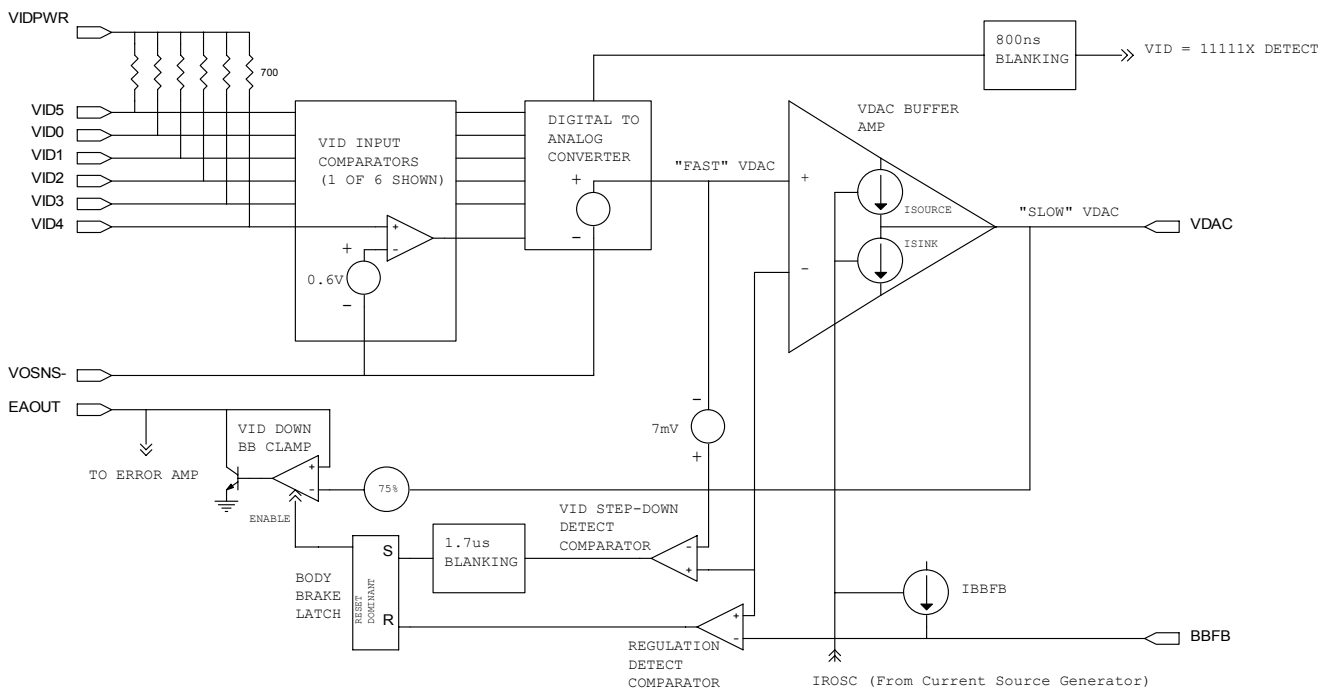 VIDPWR
700
800ns
BLANKING
VID = 11111X DETECT
VID5
VID0
VID1
VID2
VID3
VID4
VID INPUT
COMPARATORS
(1 OF 6 SHOWN)
+
-
+
0.6V
-
DIGITAL TO
ANALOG
CONVERTER
+
-
"FAST" VDAC
VDAC BUFFER
AMP
+
-
ISOURCE
ISINK
"SLOW" VDAC
VDAC
VOSNS-
EAOUT
TO ERROR AMP
VID DOWN
BB CLAMP
+
-
75%
ENABLE
-
7mV
+
VID STEP-DOWN
DETECT
COMPARATOR
-
+
1.7us
BLANKING
BODY
BRAKE
LATCH
S
RESET
DOMINANT
R
REGULATION
DETECT
COMPARATOR
+
-
IBBFB
BBFB
IROSC (From Current Source Generator)